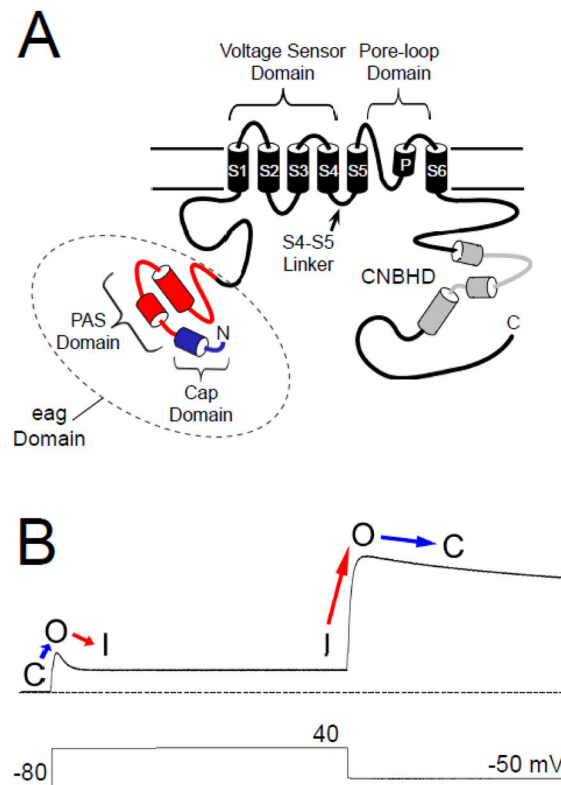 A
Voltage Sensor Domain
Pore-loop Domain
S1 S2 S3 S4 S5 P S6
S4-S5
Linker
CNBHD
PAS
Domain
N
C
Cap
Domain
eag
Domain
B
O C
O I I
C
40
-80 -50 mV